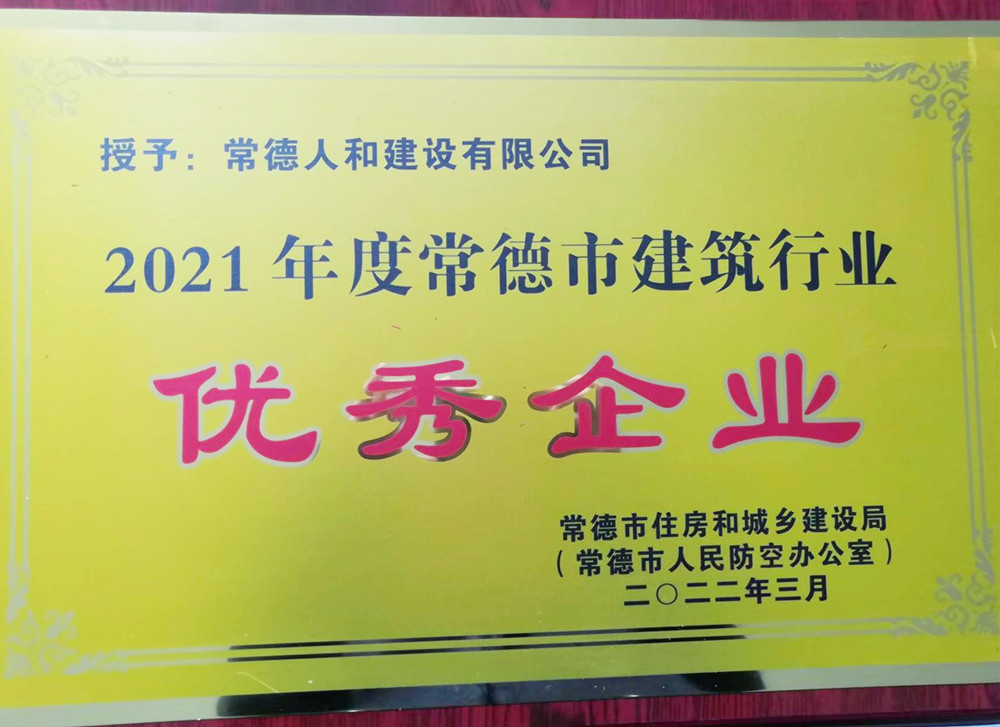 授予：常德人和建设有限公司
2021年度常德市建筑行业
优秀企业
常德市住房和城乡建设局
（常德市人民防空办公室）
二〇二二年三月